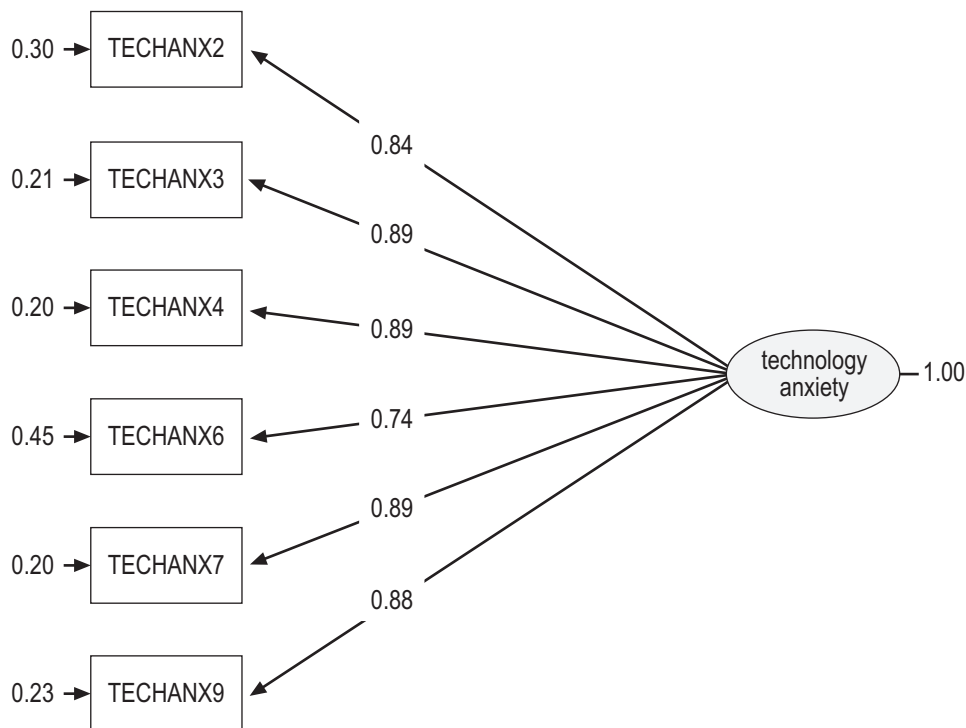 0.30 TECHANX2
0.84
0.21 TECHANX3
0.89
0.20 TECHANX4
0.89
technology
anxiety
1.00
0.45 TECHANX6
0.74
0.89
0.20 TECHANX7
0.88
0.23 TECHANX9